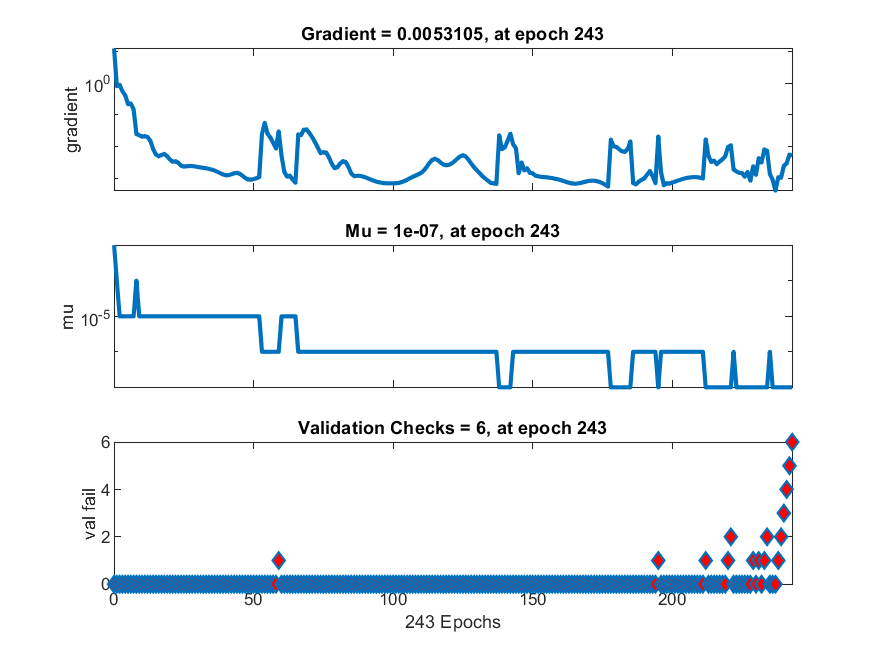 Gradient = 0.0053105, at epoch 243
gradient
10^0
Mu = 1e-07, at epoch 243
mu
10^-5
Validation Checks = 6, at epoch 243
val fail
6
4
2
0
0 50 100 150 200
243 Epochs